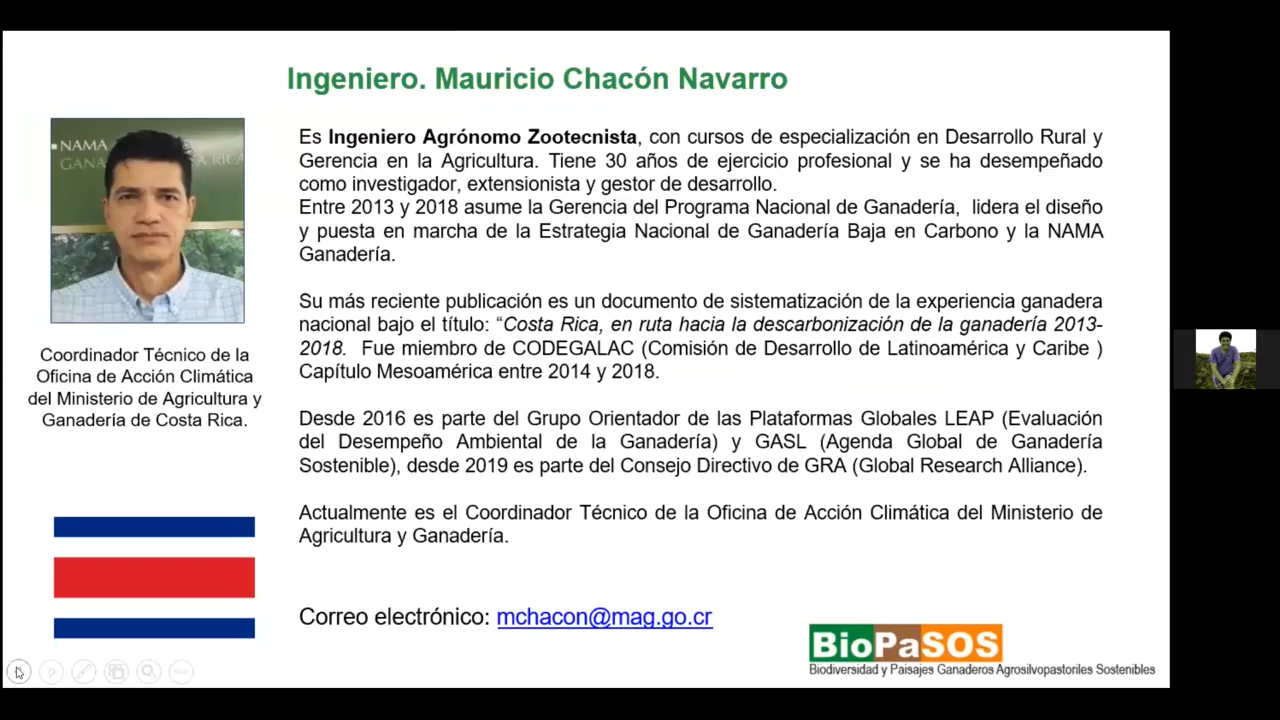 Ingeniero. Mauricio Chacón Navarro
NAMA
Coordinador Técnico de la
Oficina de Acción Climática
del Ministerio de Agricultura y
Ganadería de Costa Rica.
Es Ingeniero Agrónomo Zootecnista, con cursos de especialización en Desarrollo Rural y
Gerencia en la Agricultura. Tiene 30 años de ejercicio profesional y se ha desempeñado
como investigador, extensionista y gestor de desarrollo.
Entre 2013 y 2018 asume la Gerencia del Programa Nacional de Ganadería, lidera el diseño
y puesta en marcha de la Estrategia Nacional de Ganadería Baja en Carbono y la NAMA
Ganadería.
Su más reciente publicación es un documento de sistematización de la experiencia ganadera
nacional bajo el título: “Costa Rica, en ruta hacia la descarbonización de la ganadería 2013-
2018. Fue miembro de CODEGALAC (Comisión de Desarrollo de Latinoamérica y Caribe )
Capítulo Mesoamérica entre 2014 y 2018.
Desde 2016 es parte del Grupo Orientador de las Plataformas Globales LEAP (Evaluación
del Desempeño Ambiental de la Ganadería) y GASL (Agenda Global de Ganadería
Sostenible), desde 2019 es parte del Consejo Directivo de GRA (Global Research Alliance).
Actualmente es el Coordinador Técnico de la Oficina de Acción Climática del Ministerio de
Agricultura y Ganadería.
Correo electrónico: mchacon@mag.go.cr
BioPaSOS
Biodiversidad y Paisajes Ganaderos Agrosilvopastoriles Sostenibles